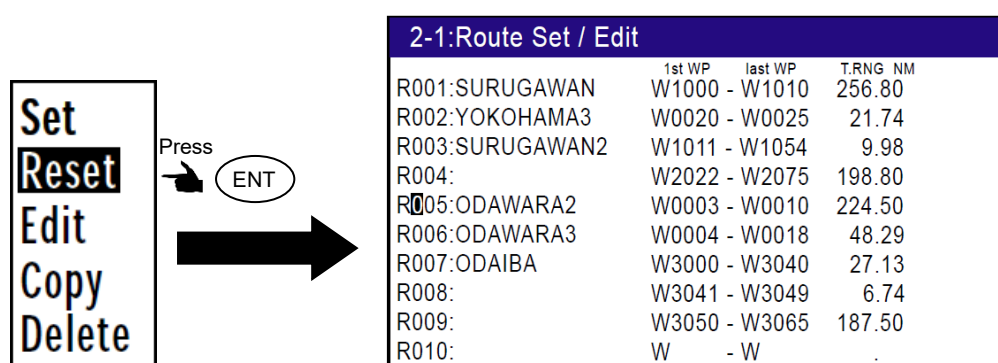 Set
Reset
Edit
Copy
Delete
Press
ENT
2-1:Route Set / Edit
1st WP last WP T.RNG NM
R001:SURUGAWAN W1000 - W1010 256.80
R002:YOKOHAMA3 W0020 - W0025 21.74
R003:SURUGAWAN2 W1011 - W1054 9.98
R004: W2022 - W2075 198.80
R005:ODAWARA2 W0003 - W0010 224.50
R006:ODAWARA3 W0004 - W0018 48.29
R007:ODAIBA W3000 - W3040 27.13
R008: W3041 - W3049 6.74
R009: W3050 - W3065 187.50
R010: W - W .